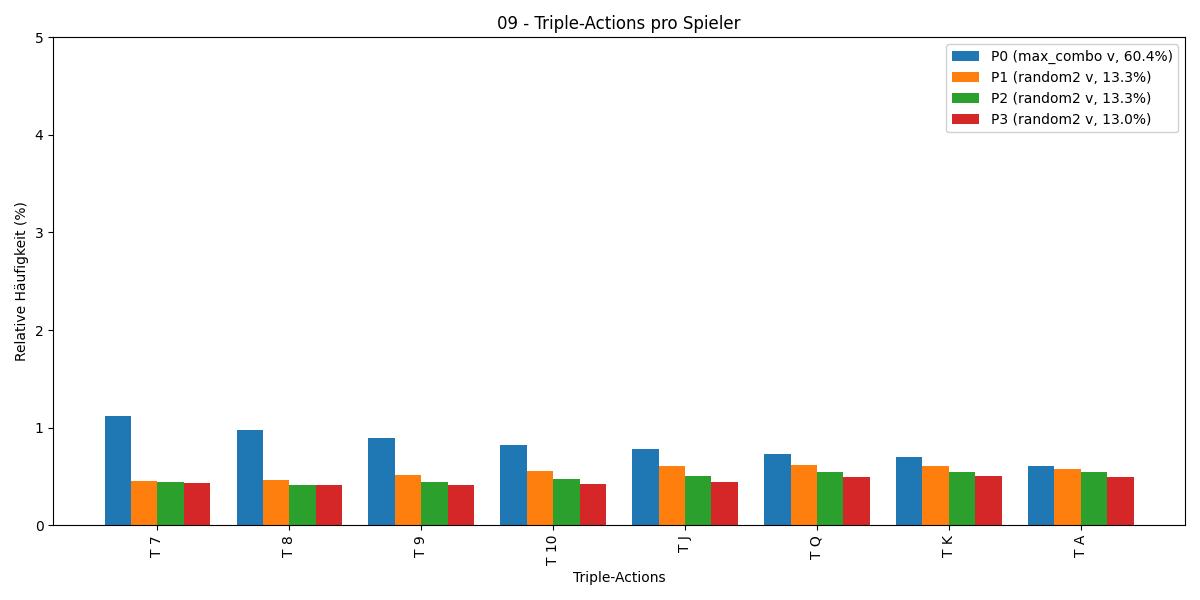 09 - Triple-Actions pro Spieler
P0 (max_combo v, 60.4%)
P1 (random2 v, 13.3%)
P2 (random2 v, 13.3%)
P3 (random2 v, 13.0%)
Relative Häufigkeit (%)
5
4
3
2
1
0
T 7
T 8
T 9
T 10
T J
T Q
T K
T A
Triple-Actions